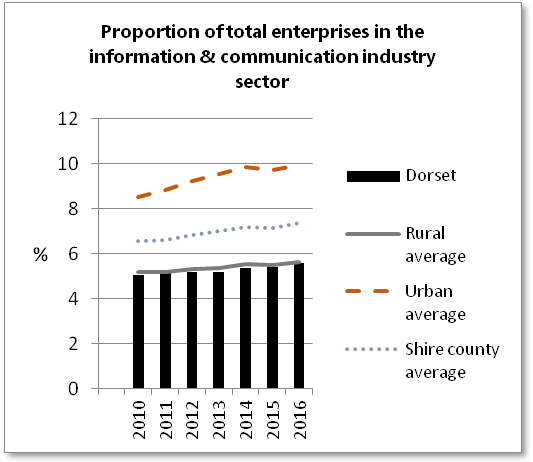 Proportion of total enterprises in the
information & communication industry
sector
12
10
8
6
4
2
0
%
2010
2011
2012
2013
2014
2015
2016
Dorset
Rural
average
Urban
average
Shire county
average